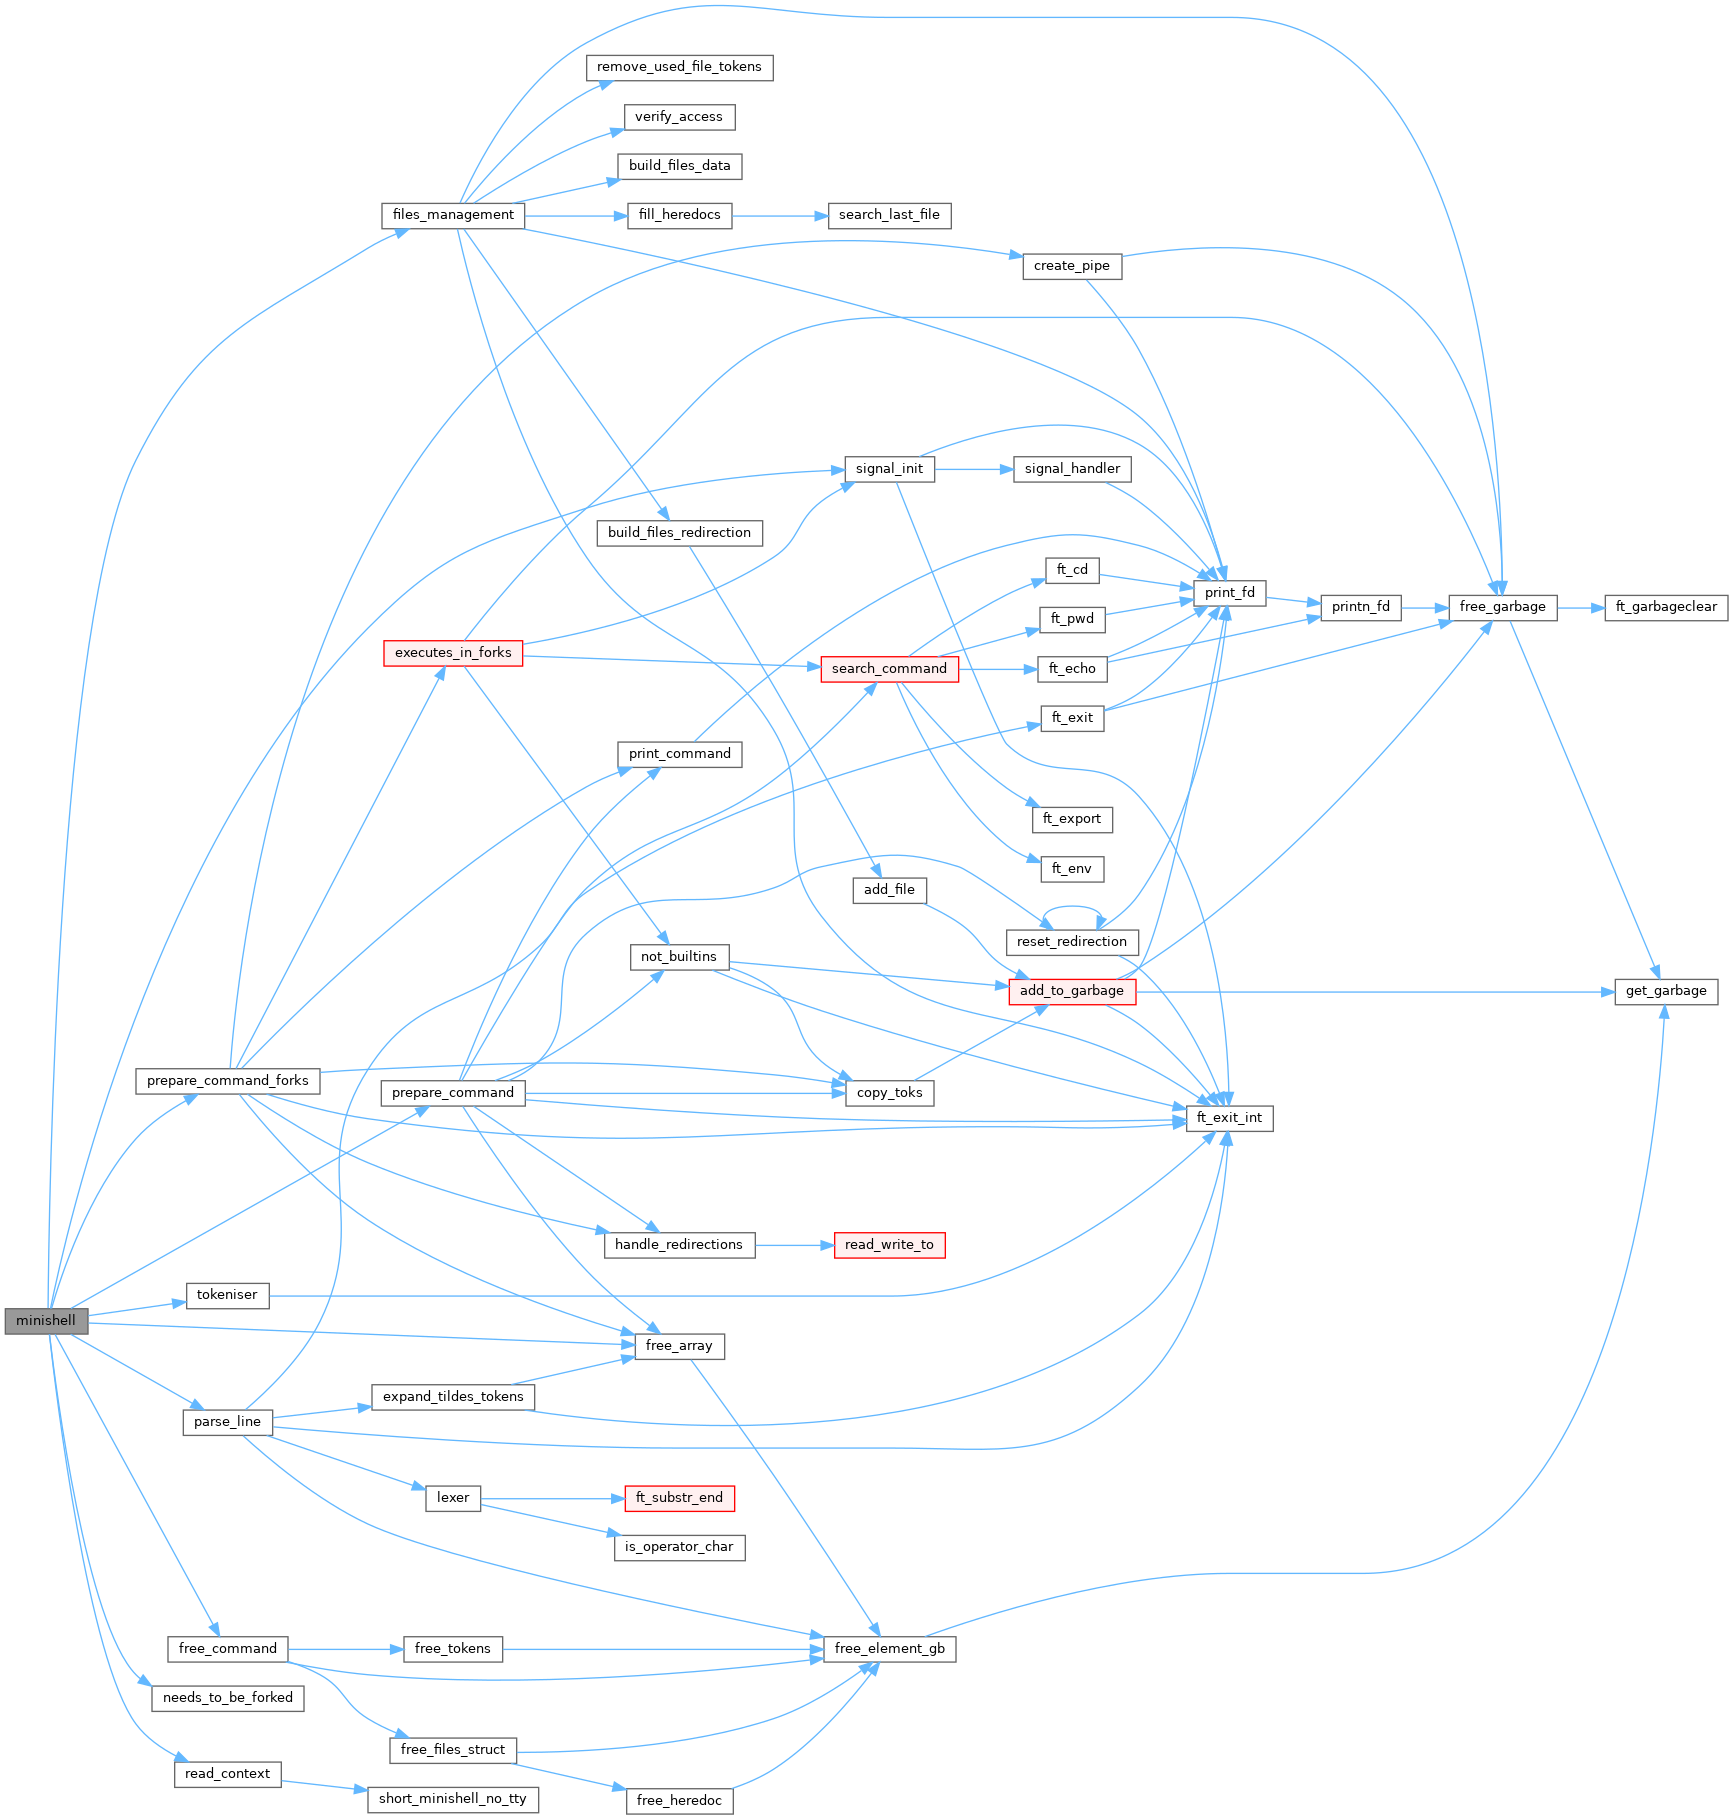 remove_used_file_tokens
verify_access
build_files_data
files_management
fill_heredocs
search_last_file
create_pipe
signal_init
signal_handler
build_files_redirection
ft_cd
print_fd
printn_fd
free_garbage
ft_garbageclear
ft_pwd
executes_in_forks
search_command
ft_echo
ft_exit
print_command
ft_export
ft_env
add_file
reset_redirection
not_builtins
add_to_garbage
get_garbage
prepare_command_forks
prepare_command
copy_toks
ft_exit_int
handle_redirections
read_write_to
tokeniser
minishell
free_array
expand_tildes_tokens
parse_line
lexer
ft_substr_end
is_operator_char
free_command
free_tokens
free_element_gb
needs_to_be_forked
free_files_struct
read_context
short_minishell_no_tty
free_heredoc